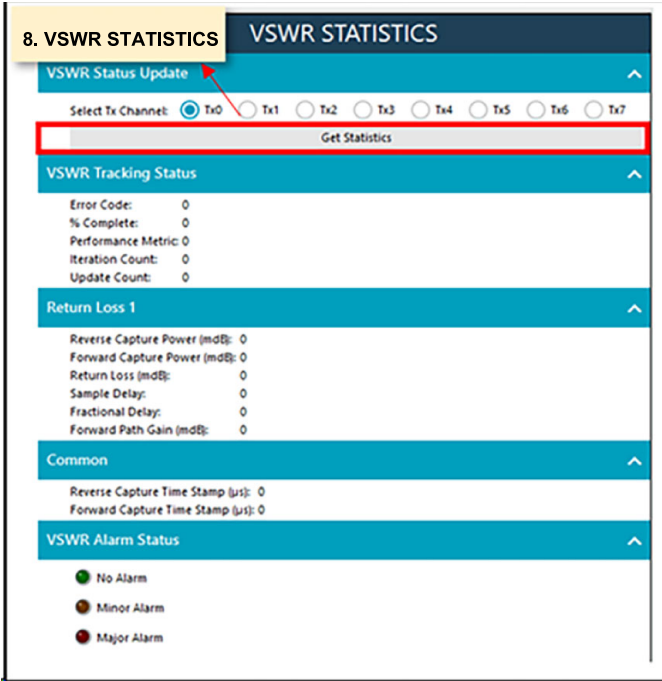 8. VSWR STATISTICS
VSWR STATISTICS
VSWR Status Update
Select Tx Channel: Tx0 Tx1 Tx2 Tx3 Tx4 Tx5 Tx6 Tx7
Get Statistics
VSWR Tracking Status
Error Code: 0
% Complete: 0
Performance Metric: 0
Iteration Count: 0
Update Count: 0
Return Loss 1
Reverse Capture Power (mdB): 0
Forward Capture Power (mdB): 0
Return Loss (mdB): 0
Sample Delay: 0
Fractional Delay: 0
Forward Path Gain (mdB): 0
Common
Reverse Capture Time Stamp (µs): 0
Forward Capture Time Stamp (µs): 0
VSWR Alarm Status
No Alarm
Minor Alarm
Major Alarm